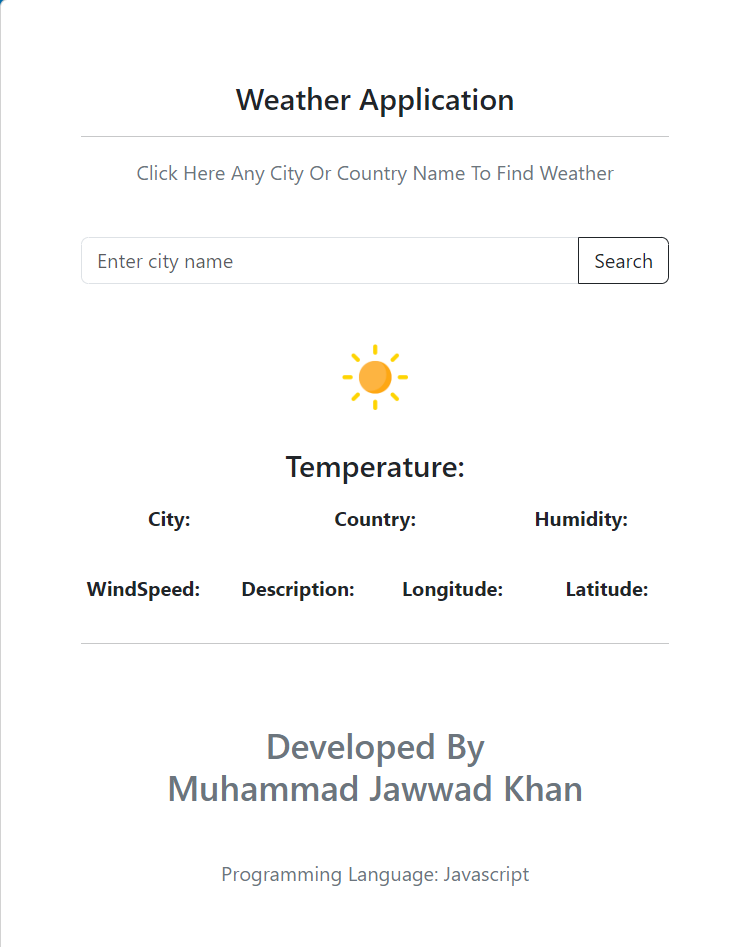 Weather Application
Click Here Any City Or Country Name To Find Weather
Enter city name Search
Temperature:
City: Country: Humidity:
WindSpeed: Description: Longitude: Latitude:
Developed By
Muhammad Jawwad Khan
Programming Language: Javascript